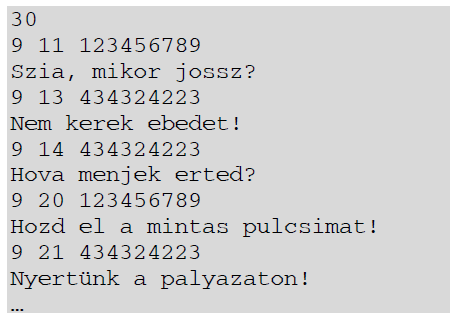 30
9 11 123456789
Szia, mikor jossz?
9 13 434324223
Nem kerek ebedet!
9 14 434324223
Hova menjek erted?
9 20 123456789
Hozd el a mintas pulcsimat!
9 21 434324223
Nyertünk a palyazaton!
…